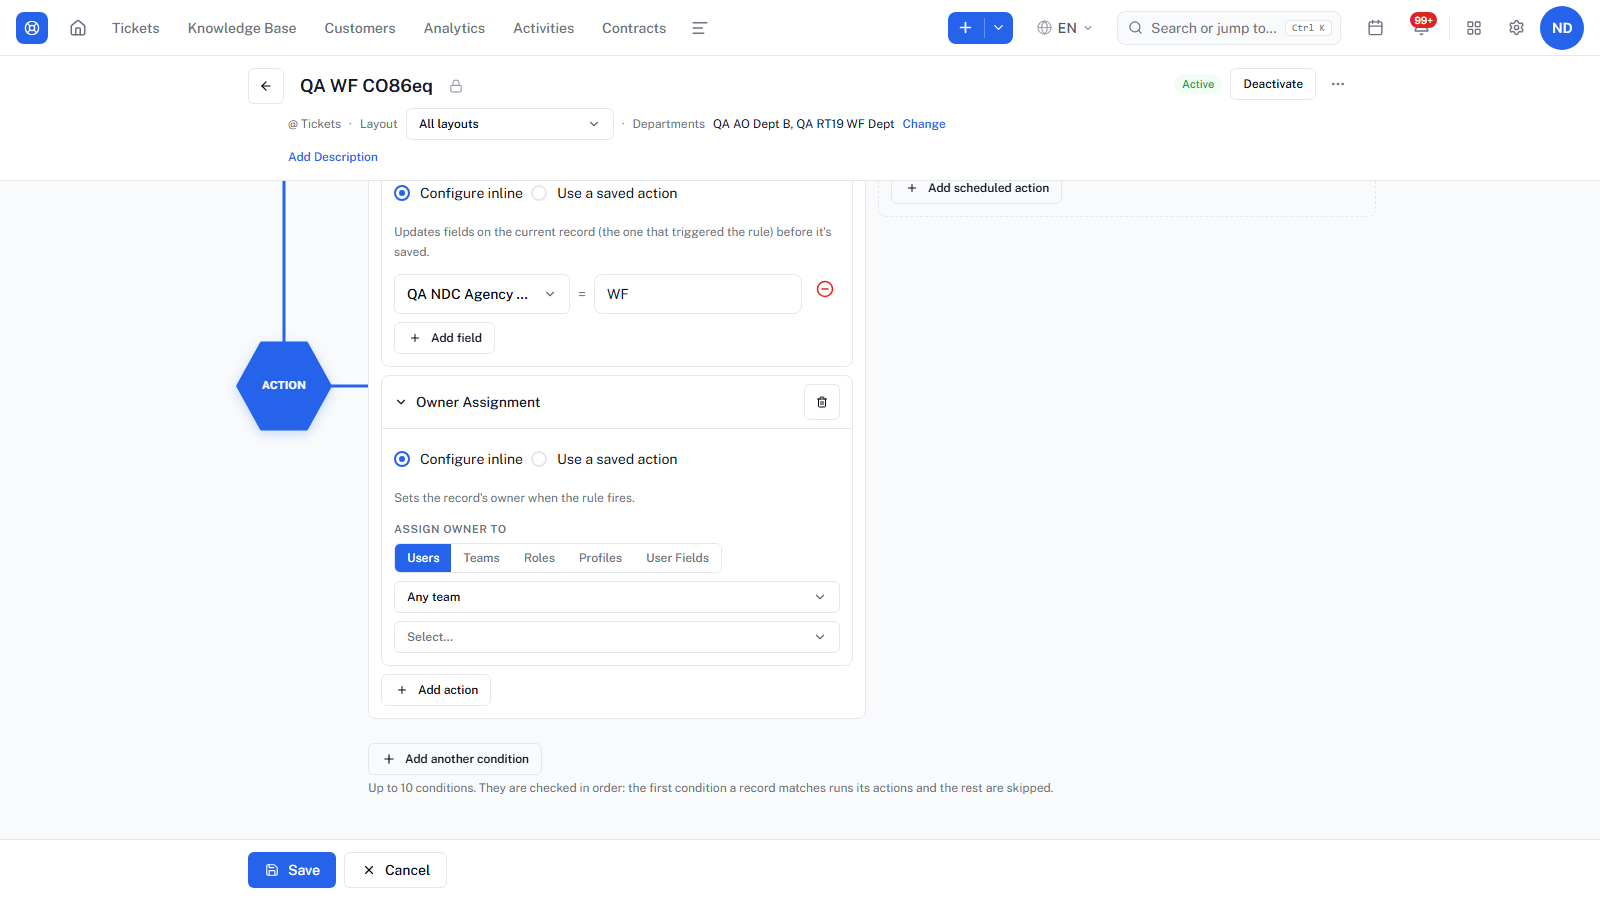 Tickets Knowledge Base Customers Analytics Activities Contracts EN Search or jump to... Ctrl K 99+ ND
QA WF CO86eq Active Deactivate
@ Tickets · Layout All layouts · Departments QA AO Dept B, QA RT19 WF Dept Change
Add Description
Configure inline Use a saved action Add scheduled action
Updates fields on the current record (the one that triggered the rule) before it's
saved.
QA NDC Agency ... = WF
Add field
ACTION
Owner Assignment
Configure inline Use a saved action
Sets the record's owner when the rule fires.
ASSIGN OWNER TO
Users Teams Roles Profiles User Fields
Any team
Select...
Add action
Add another condition
Up to 10 conditions. They are checked in order: the first condition a record matches runs its actions and the rest are skipped.
Save Cancel